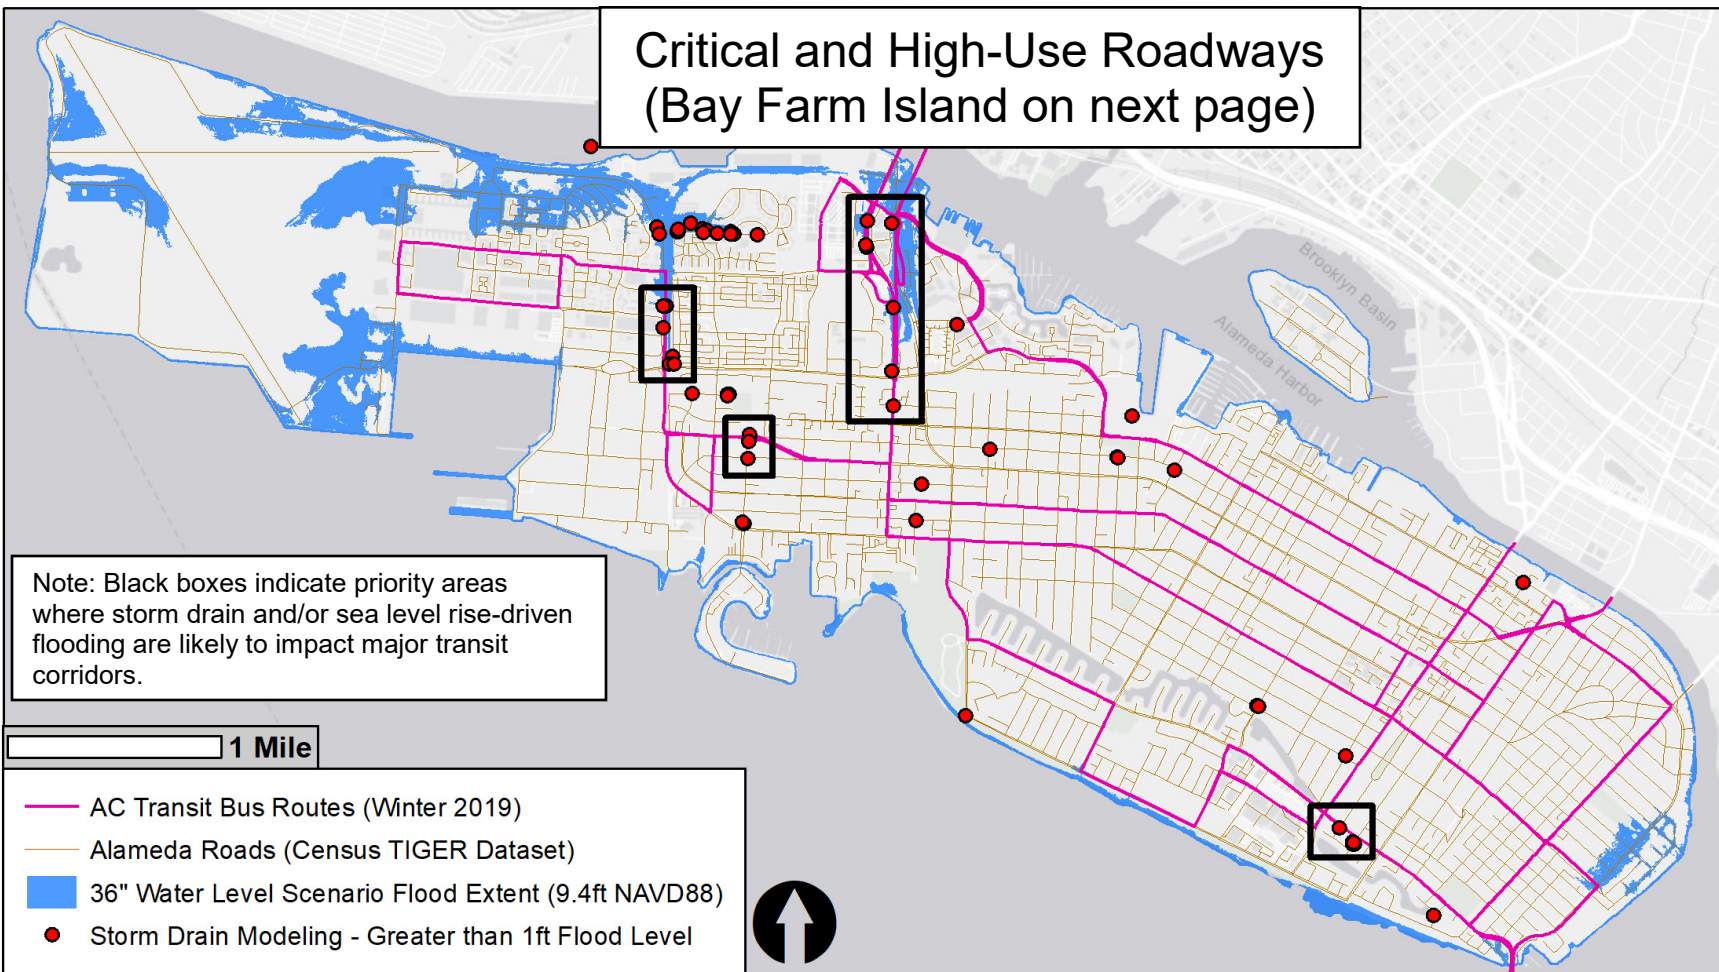 Critical and High-Use Roadways
(Bay Farm Island on next page)
Brooklyn Basin
Alameda Harbor
Note: Black boxes indicate priority areas
where storm drain and/or sea level rise-driven
flooding are likely to impact major transit
corridors.
1 Mile
AC Transit Bus Routes (Winter 2019)
Alameda Roads (Census TIGER Dataset)
36" Water Level Scenario Flood Extent (9.4ft NAVD88)
Storm Drain Modeling - Greater than 1ft Flood Level